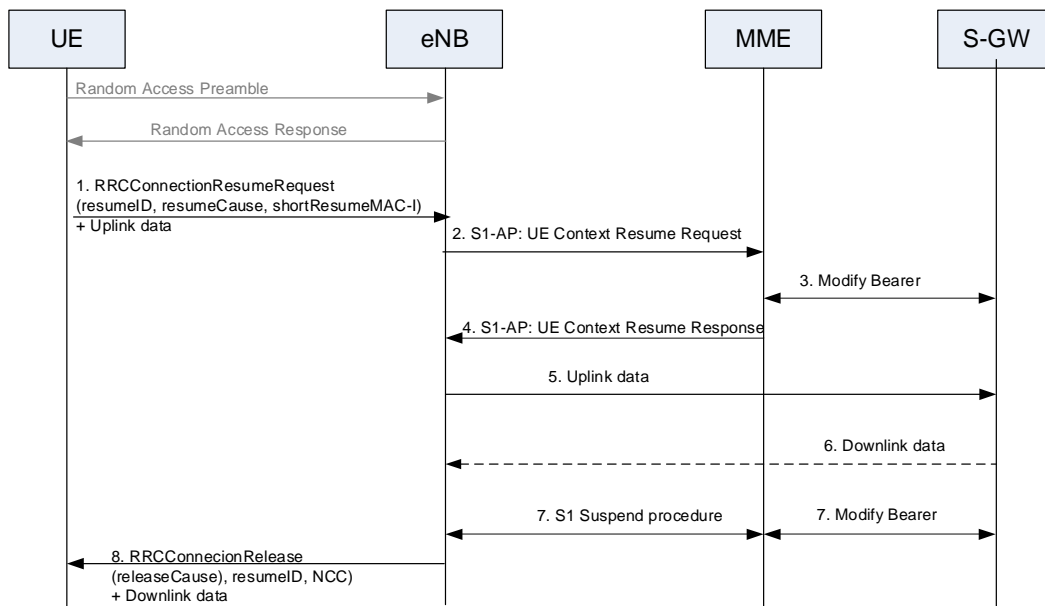 UE
eNB
MME
S-GW
Random Access Preamble
Random Access Response
1. RRCConnectionResumeRequest
(resumeID, resumeCause, shortResumeMAC-I)
+ Uplink data
2. S1-AP: UE Context Resume Request
3. Modify Bearer
4. S1-AP: UE Context Resume Response
5. Uplink data
6. Downlink data
7. S1 Suspend procedure
7. Modify Bearer
8. RRCConnecionRelease
(releaseCause), resumeID, NCC)
+ Downlink data